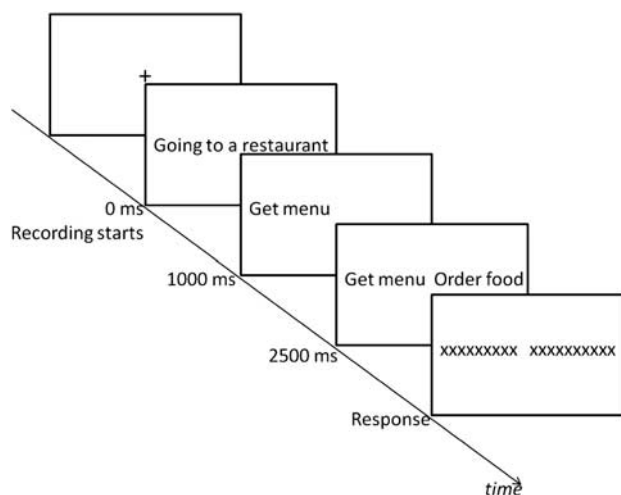 +
Going to a restaurant
0 ms
Recording starts
Get menu
1000 ms
Get menu Order food
2500 ms
xxxxxxxxx xxxxxxxxxx
Response
time